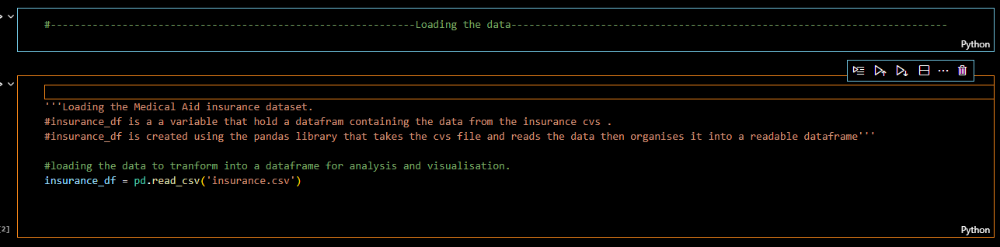 #------------------------------------------------------------Loading the data------------------------------------------------------------------------
Python
'''Loading the Medical Aid insurance dataset.
#insurance_df is a a variable that hold a datafram containing the data from the insurance cvs .
#insurance_df is created using the pandas library that takes the cvs file and reads the data then organises it into a readable dataframe'''
#loading the data to tranform into a dataframe for analysis and visualisation.
insurance_df = pd.read_csv('insurance.csv')
[2]
Python